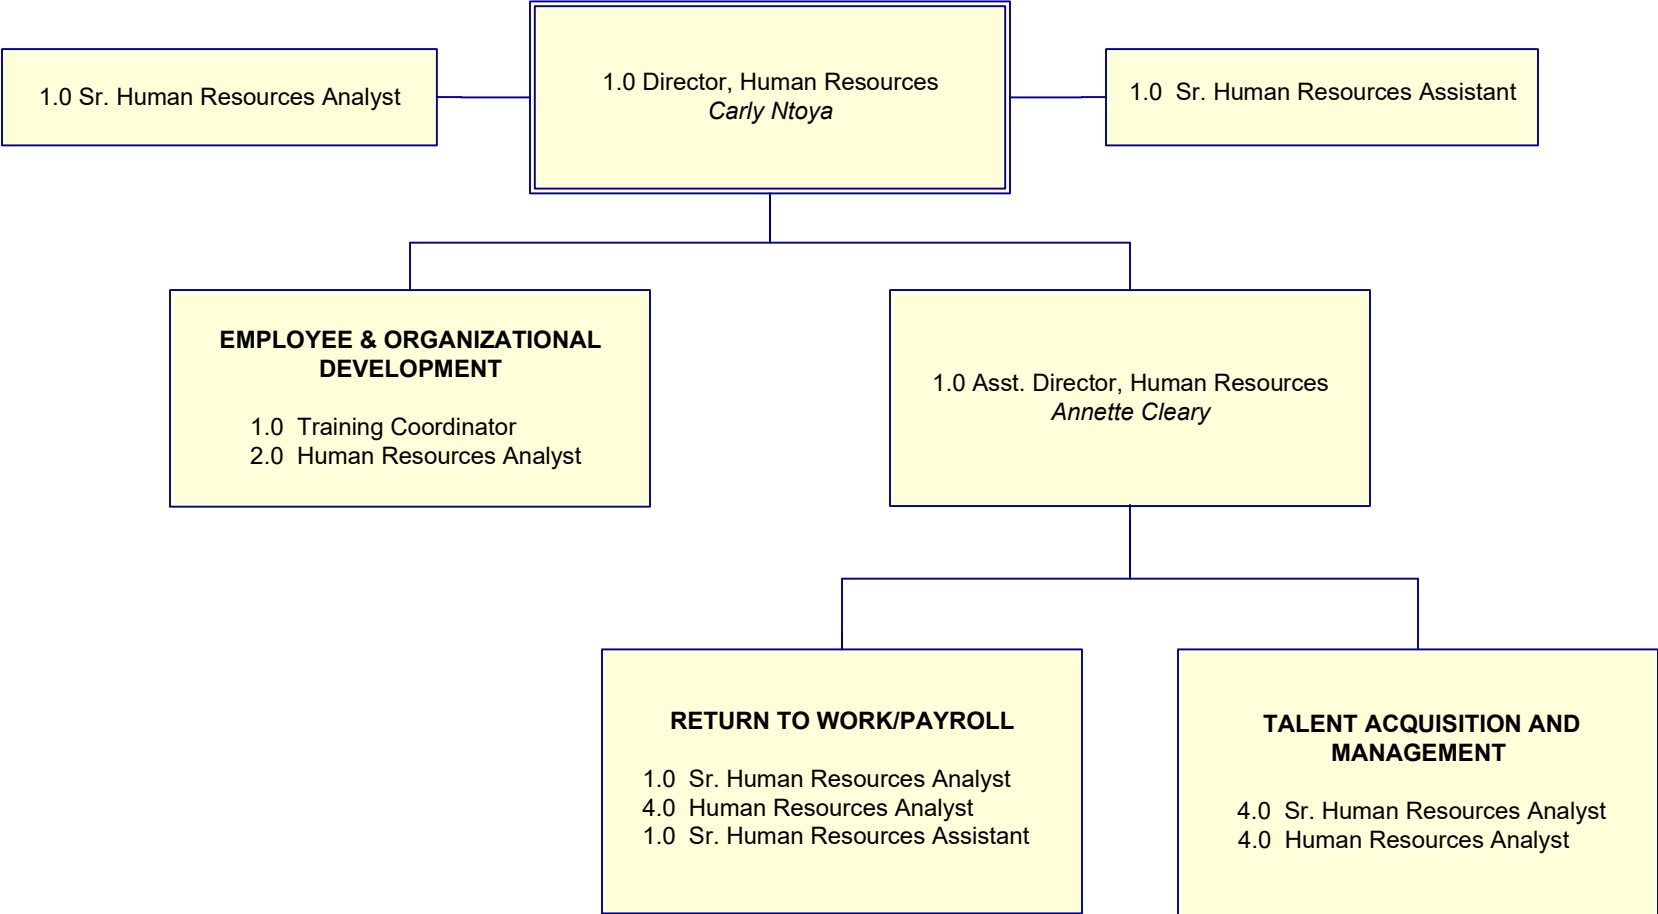 1.0 Sr. Human Resources Analyst
1.0 Director, Human Resources
Carly Ntoya
1.0 Sr. Human Resources Assistant
EMPLOYEE & ORGANIZATIONAL
DEVELOPMENT
1.0 Training Coordinator
2.0 Human Resources Analyst
1.0 Asst. Director, Human Resources
Annette Cleary
RETURN TO WORK/PAYROLL
1.0 Sr. Human Resources Analyst
4.0 Human Resources Analyst
1.0 Sr. Human Resources Assistant
TALENT ACQUISITION AND
MANAGEMENT
4.0 Sr. Human Resources Analyst
4.0 Human Resources Analyst